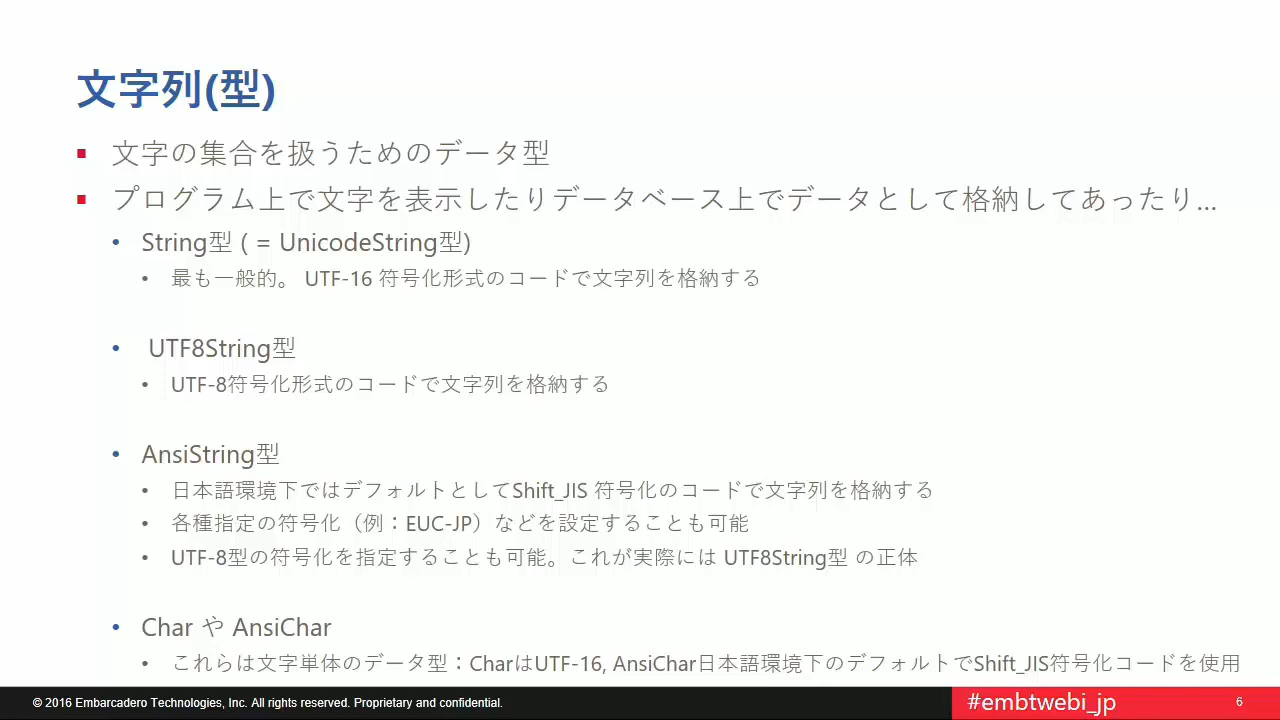 文字列(型)
▪ 文字の集合を扱うためのデータ型
▪ プログラム上で文字を表示したりデータベース上でデータとして格納してあったり...
• String型 ( = UnicodeString型)
• 最も一般的。 UTF-16 符号化形式のコードで文字列を格納する
• UTF8String型
• UTF-8符号化形式のコードで文字列を格納する
• AnsiString型
• 日本語環境下ではデフォルトとしてShift_JIS 符号化のコードで文字列を格納する
• 各種指定の符号化（例：EUC-JP）などを設定することも可能
• UTF-8型の符号化を指定することも可能。これが実際には UTF8String型 の正体
• Char や AnsiChar
• これらは文字単体のデータ型：CharはUTF-16, AnsiChar日本語環境下のデフォルトでShift_JIS符号化コードを使用
© 2016 Embarcadero Technologies, Inc. All rights reserved. Proprietary and confidential.
#embtwebi_jp
6